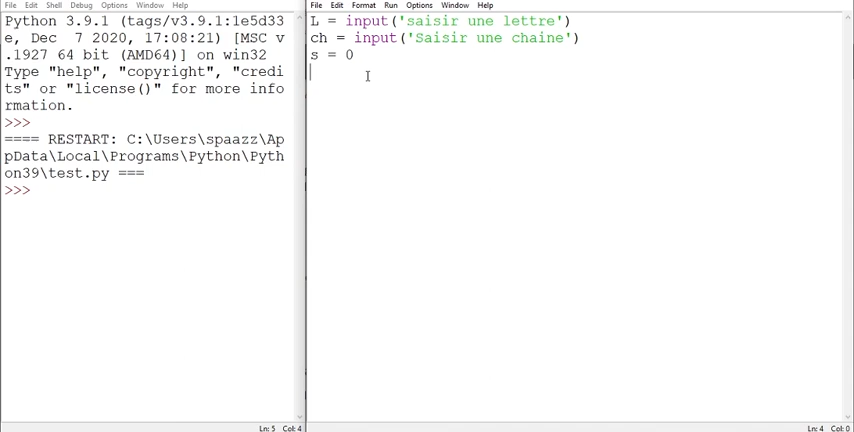 File Edit Shell Debug Options Window Help
Python 3.9.1 (tags/v3.9.1:1e5d33
e, Dec  7 2020, 17:08:21) [MSC v
.1927 64 bit (AMD64)] on win32
Type "help", "copyright", "credi
ts" or "license()" for more info
rmation.
>>>
==== RESTART: C:\Users\spaazz\Ap
pData\Local\Programs\Python\Pyth
on39\test.py ===
>>>
Ln: 5 Col: 4
File Edit Format Run Options Window Help
L = input('saisir une lettre')
ch = input('Saisir une chaine')
s = 0
Ln: 4 Col: 0